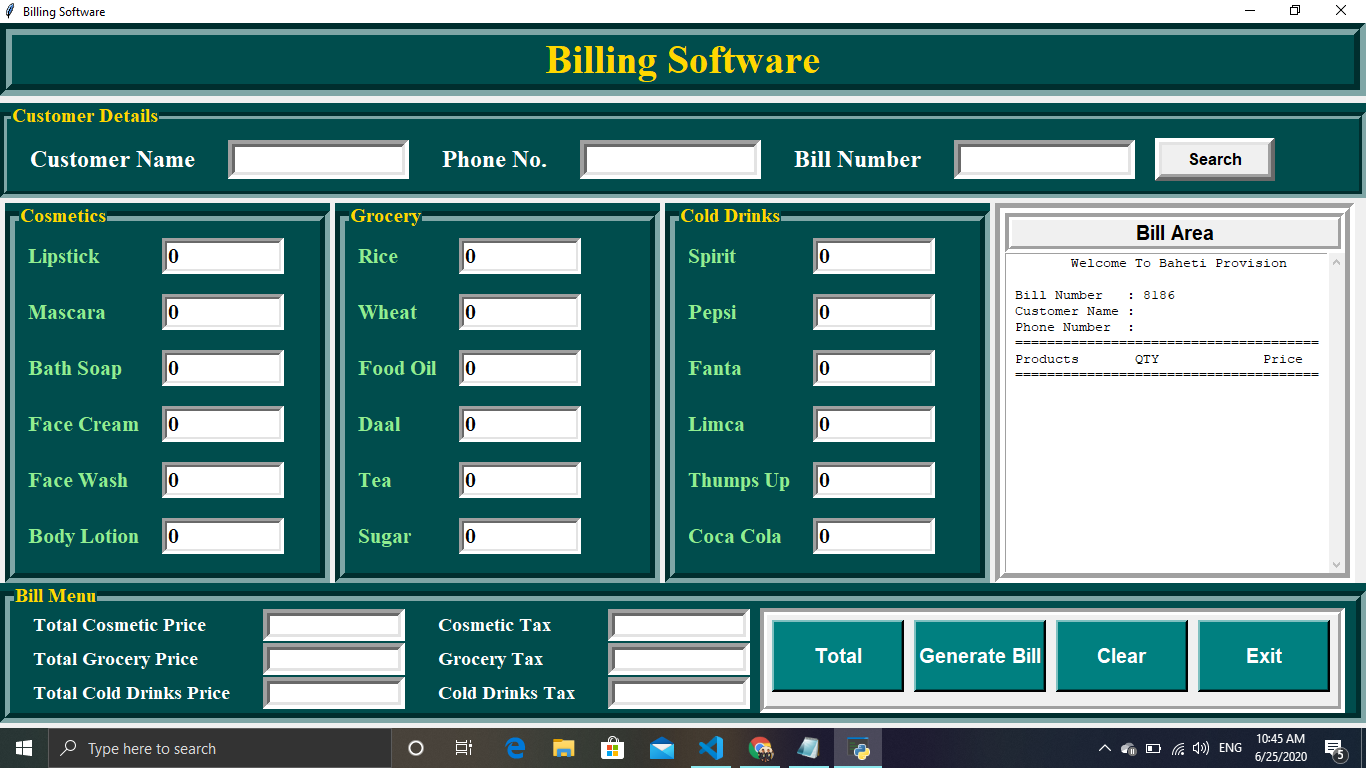 Billing Software
Billing Software
Customer Details
Customer Name Phone No. Bill Number Search
Cosmetics
Lipstick 0
Mascara 0
Bath Soap 0
Face Cream 0
Face Wash 0
Body Lotion 0
Grocery
Rice 0
Wheat 0
Food Oil 0
Daal 0
Tea 0
Sugar 0
Cold Drinks
Spirit 0
Pepsi 0
Fanta 0
Limca 0
Thumps Up 0
Coca Cola 0
Bill Area
Welcome To Baheti Provision
Bill Number : 8186
Customer Name :
Phone Number :
======================================
Products QTY Price
======================================
Bill Menu
Total Cosmetic Price Cosmetic Tax
Total Grocery Price Grocery Tax
Total Cold Drinks Price Cold Drinks Tax
Total Generate Bill Clear Exit
Type here to search
ENG
10:45 AM
6/25/2020
5